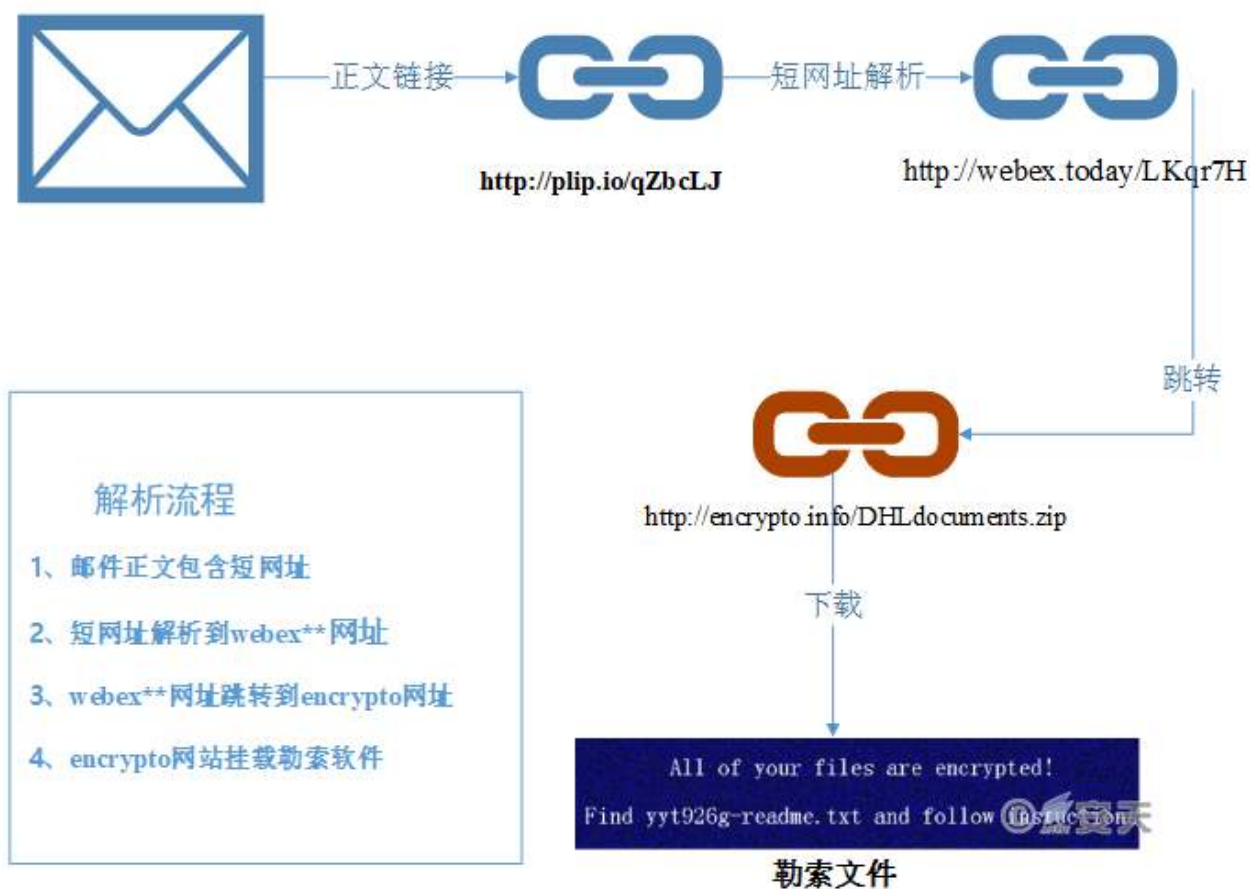 正文链接
短网址解析
http://plip.io/qZbcLJ
http://webex.today/LKqr7H
跳转
http://encrypto.info/DHLdocuments.zip
下载
解析流程
1、邮件正文包含短网址
2、短网址解析到webex**网址
3、webex**网址跳转到encrypto网址
4、encrypto网站挂载勒索软件
All of your files are encrypted!
Find yyt926g-readme.txt and follow instuction
安天
勒索文件